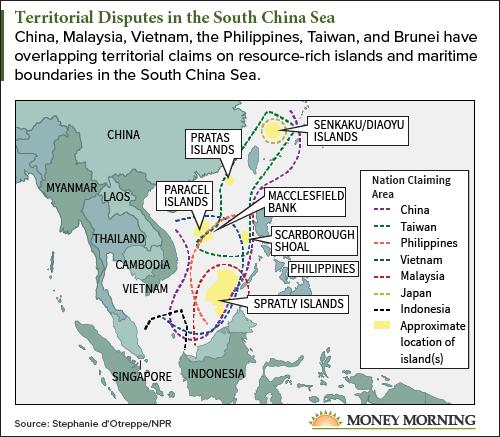 Territorial Disputes in the South China Sea
China, Malaysia, Vietnam, the Philippines, Taiwan, and Brunei have
overlapping territorial claims on resource-rich islands and maritime
boundaries in the South China Sea.
CHINA
SENKAKU/DIAOYU
ISLANDS
PRATAS
ISLANDS
MYANMAR
LAOS
PARACEL
ISLANDS
MACCLESFIELD
BANK
THAILAND
SCARBOROUGH
SHOAL
CAMBODIA
PHILIPPINES
VIETNAM
SPRATLY ISLANDS
SINGAPORE
INDONESIA
Nation Claiming
Area
China
Taiwan
Philippines
Vietnam
Malaysia
Japan
Indonesia
Approximate
location of
island(s)
Source: Stephanie d'Otreppe/NPR
MONEY MORNING